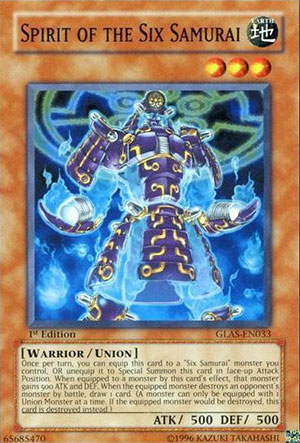 SPIRIT OF THE SIX SAMURAI
EARTH
地
1st Edition
GLAS-EN033
[WARRIOR / UNION]
Once per turn, you can equip this card to a "Six Samurai" monster you
control, OR unequip it to Special Summon this card in face-up Attack
Position. When equipped to a monster by this card's effect, that monster
gains 500 ATK and DEF. When the equipped monster destroys an opponent's
monster by battle, draw 1 card. (A monster can only be equipped with 1
Union Monster at a time. If the equipped monster would be destroyed, this
card is destroyed instead.)
ATK/ 500 DEF/ 500
65685470
©1996 KAZUKI TAKAHASHI